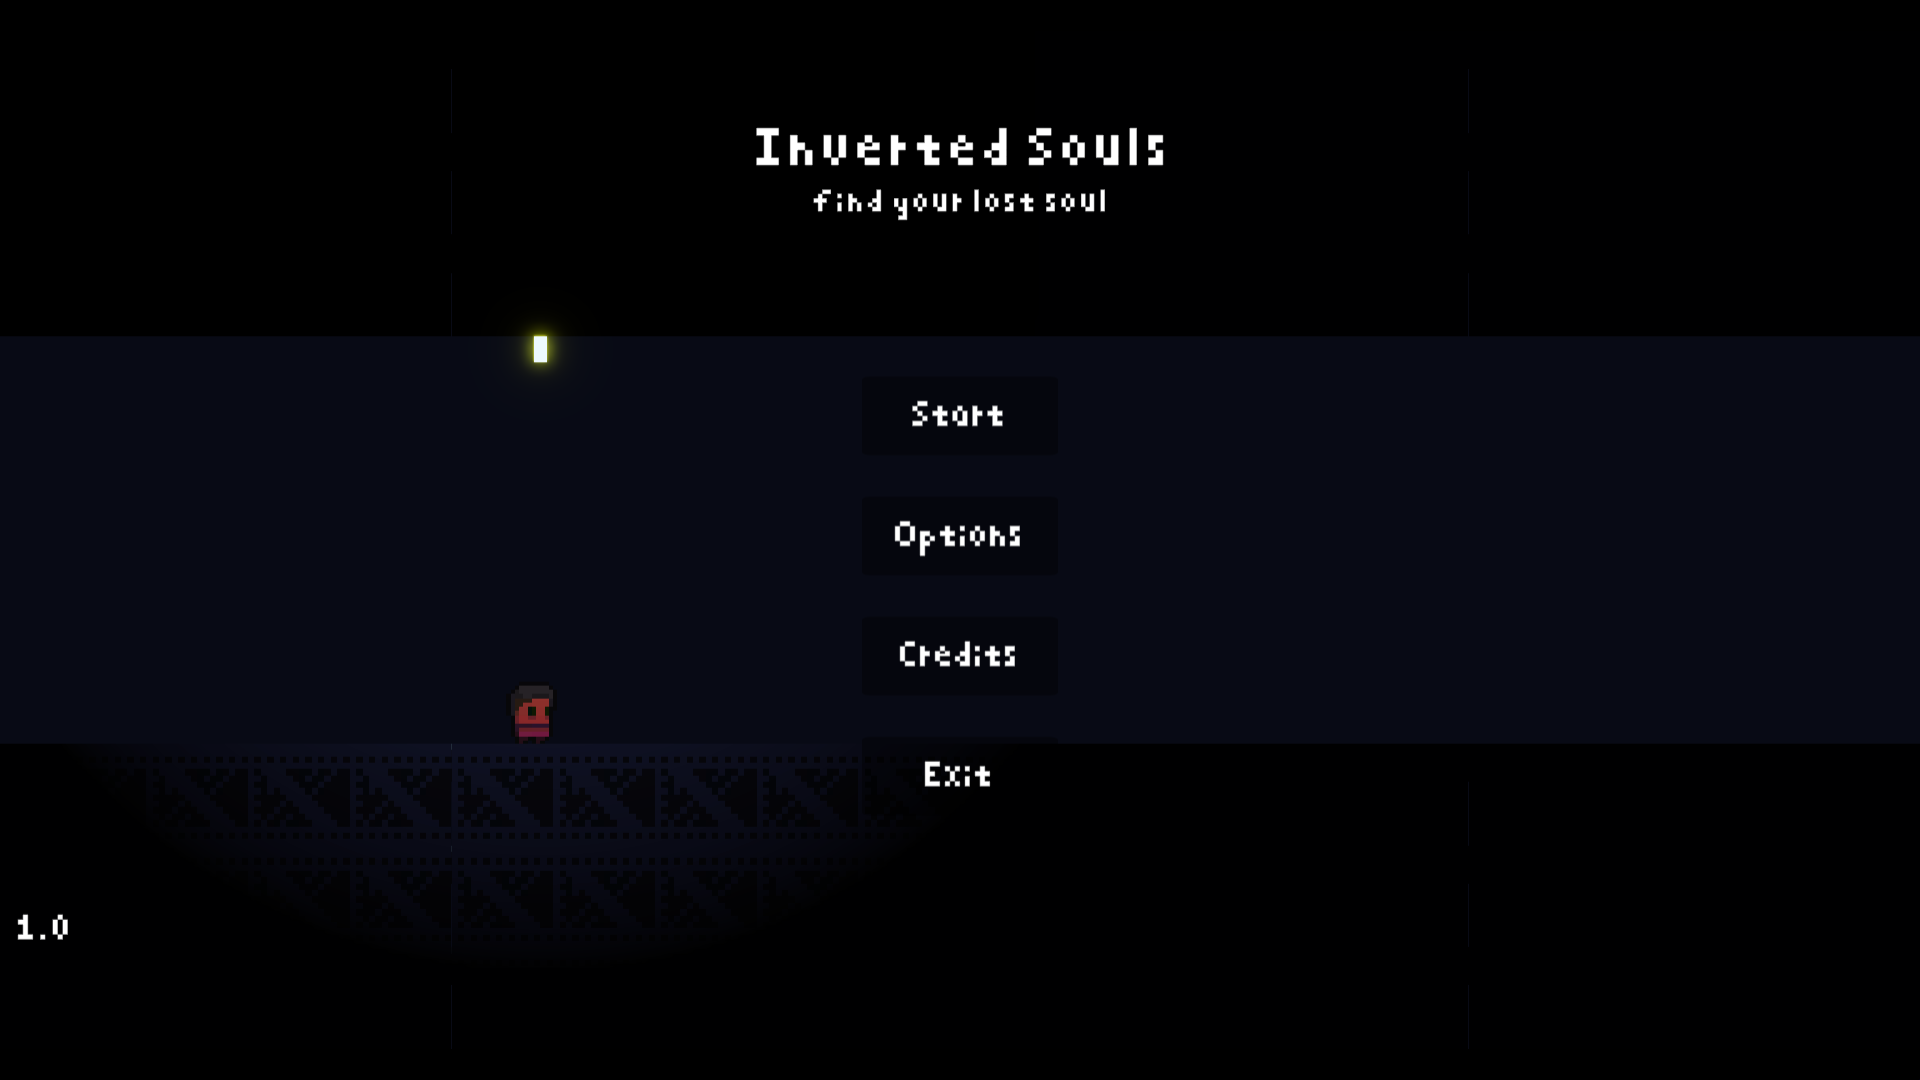 Inverted Souls
find your lost soul
Start
Options
Credits
Exit
1.0